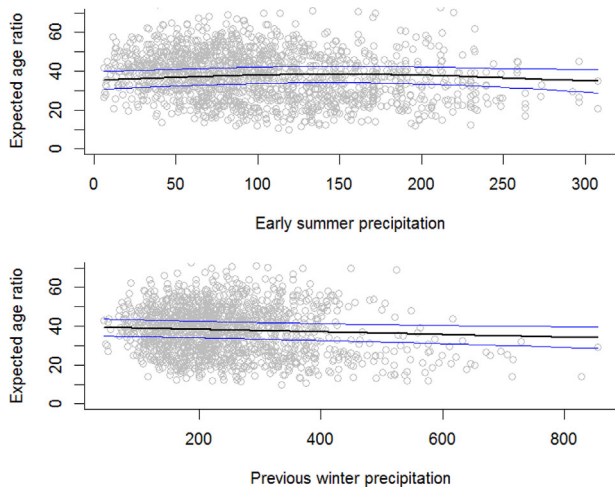 Expected age ratio
60
40
20
0
0 50 100 150 200 250 300
Early summer precipitation
Expected age ratio
60
40
20
0
200 400 600 800
Previous winter precipitation